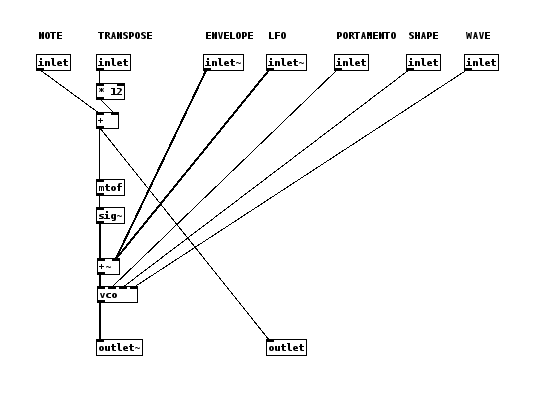 NOTE TRANSPOSE ENVELOPE LFO PORTAMENTO SHAPE WAVE
inlet inlet inlet~ inlet~ inlet inlet inlet
* 12
+
mtof
sig~
+~
vco
outlet~ outlet